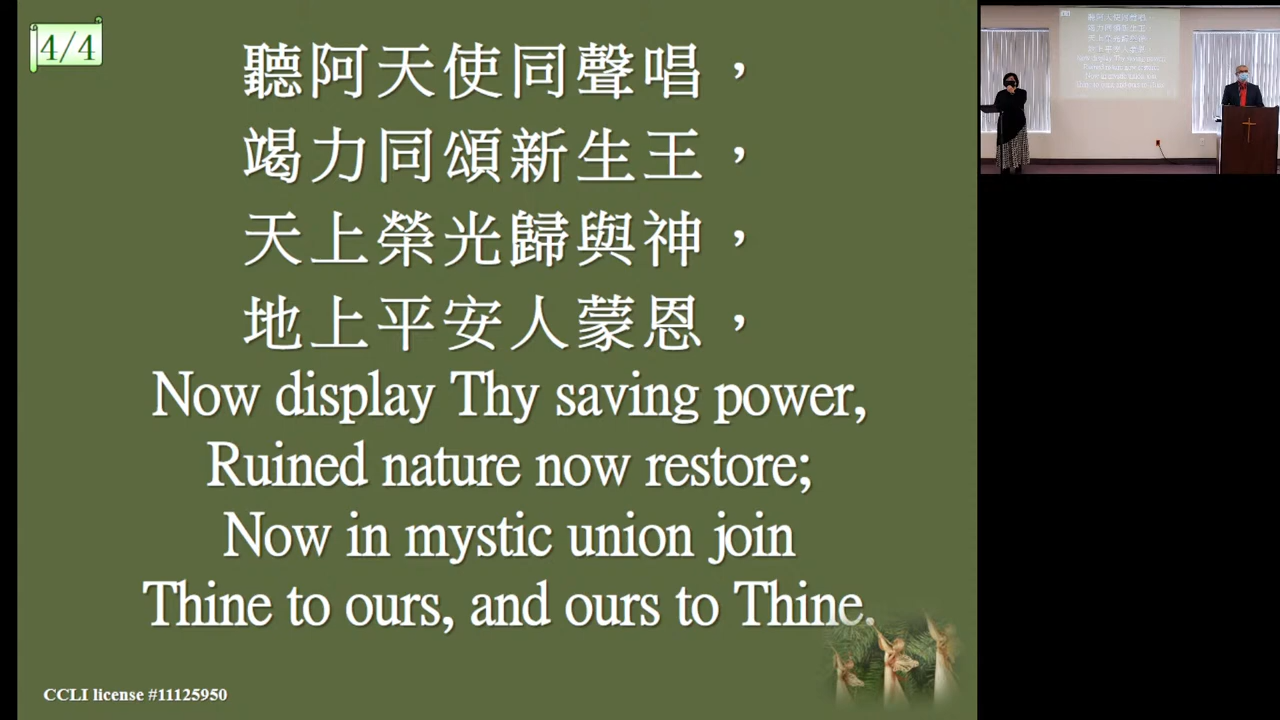 4/4
聽阿天使同聲唱，
竭力同頌新生王，
天上榮光歸與神，
地上平安人蒙恩，
Now display Thy saving power,
Ruined nature now restore;
Now in mystic union join
Thine to ours, and ours to Thine.
CCLI license #11125950